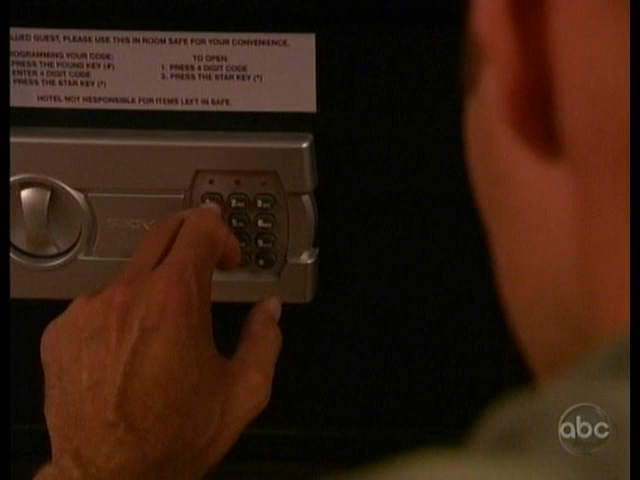 LUED GUEST, PLEASE USE THIS IN ROOM SAFE FOR YOUR CONVENIENCE.
ROGRAMMING YOUR CODE:
PRESS THE POUND KEY (#)
ENTER 4 DIGIT CODE
PRESS THE STAR KEY (*)
TO OPEN
1. PRESS 4 DIGIT CODE
2. PRESS THE STAR KEY (*)
HOTEL NOT RESPONSIBLE FOR ITEMS LEFT IN SAFE.
abc